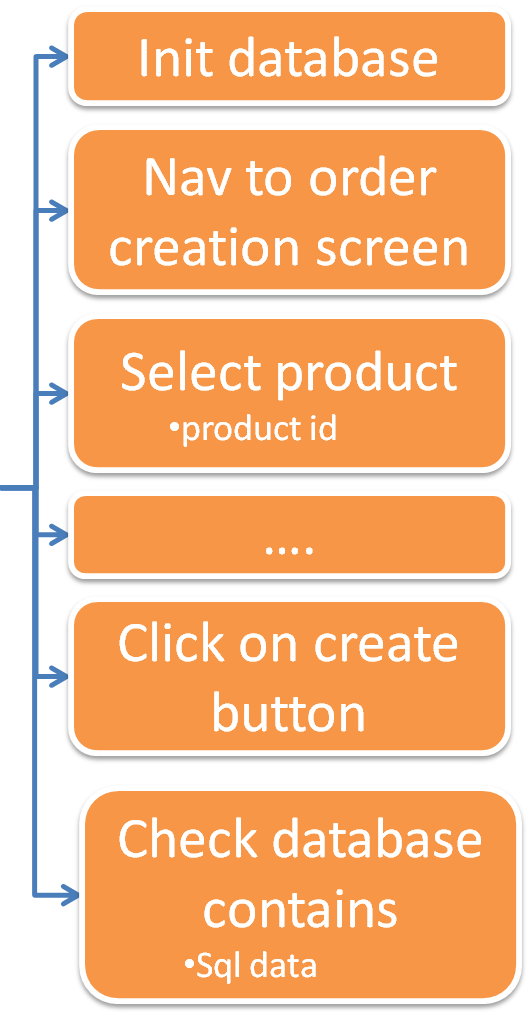 Init database
Nav to order
creation screen
Select product
•product id
....
Click on create
button
Check database
contains
•Sql data